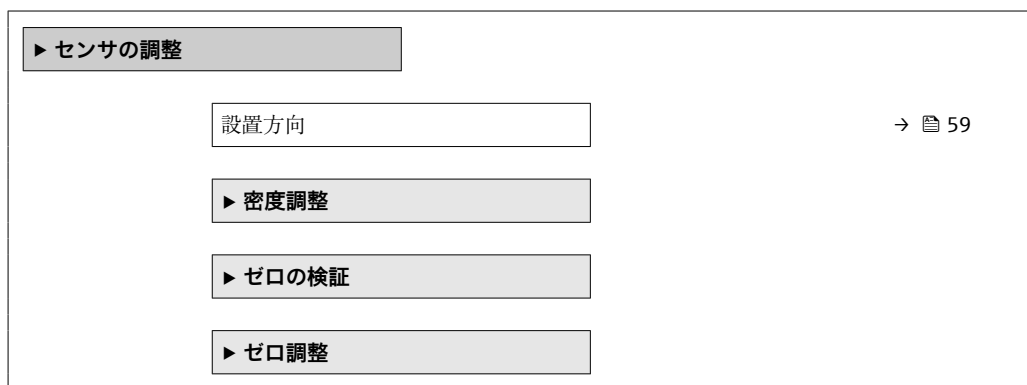 ▶ センサの調整
設置方向 → 59
▶ 密度調整
▶ ゼロの検証
▶ ゼロ調整